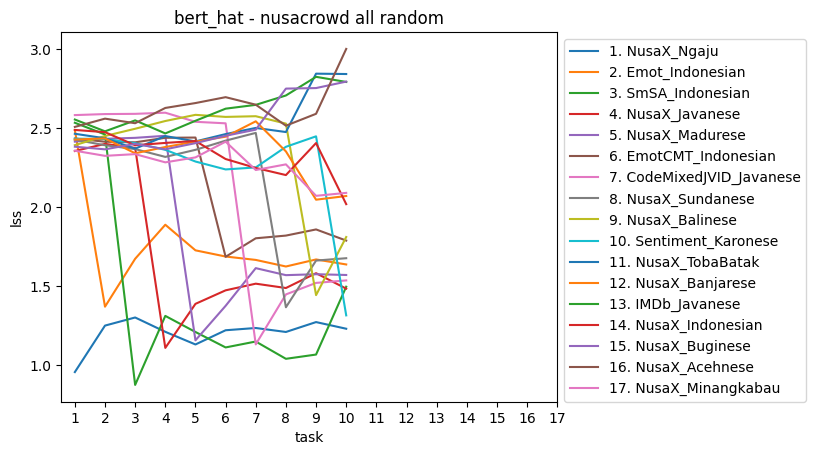 bert_hat - nusacrowd all random
lss
3.0
2.5
2.0
1.5
1.0
1 2 3 4 5 6 7 8 9 10 11 12 13 14 15 16 17
task
1. NusaX_Ngaju
2. Emot_Indonesian
3. SmSA_Indonesian
4. NusaX_Javanese
5. NusaX_Madurese
6. EmotCMT_Indonesian
7. CodeMixedJVID_Javanese
8. NusaX_Sundanese
9. NusaX_Balinese
10. Sentiment_Karonese
11. NusaX_TobaBatak
12. NusaX_Banjarese
13. IMDb_Javanese
14. NusaX_Indonesian
15. NusaX_Buginese
16. NusaX_Acehnese
17. NusaX_Minangkabau